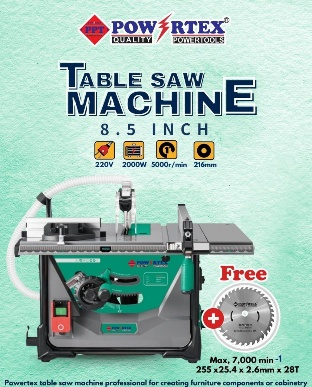 PPT POWERTEX®
QUALITY POWERTOOLS
TABLE SAW
MACHINE
8.5 INCH
220V 2000W 5000r/min 216mm
Free
POWERTEX
Max, 7,000 min -1
255 x25.4 x 2.6mm x 28T
Powertex table saw machine professional for creating furniture components or cabinetry